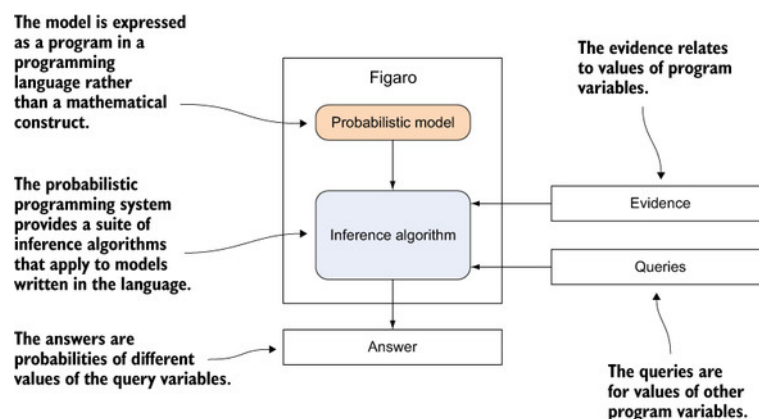 The model is expressed
as a program in a
programming
language rather
than a mathematical
construct.
The evidence relates
to values of program
variables.
Figaro
Probabilistic model
The probabilistic
programming system
provides a suite of
inference algorithms
that apply to models
written in the language.
Inference algorithm
Evidence
Queries
The answers are
probabilities of different
values of the query variables.
Answer
The queries are
for values of other
program variables.